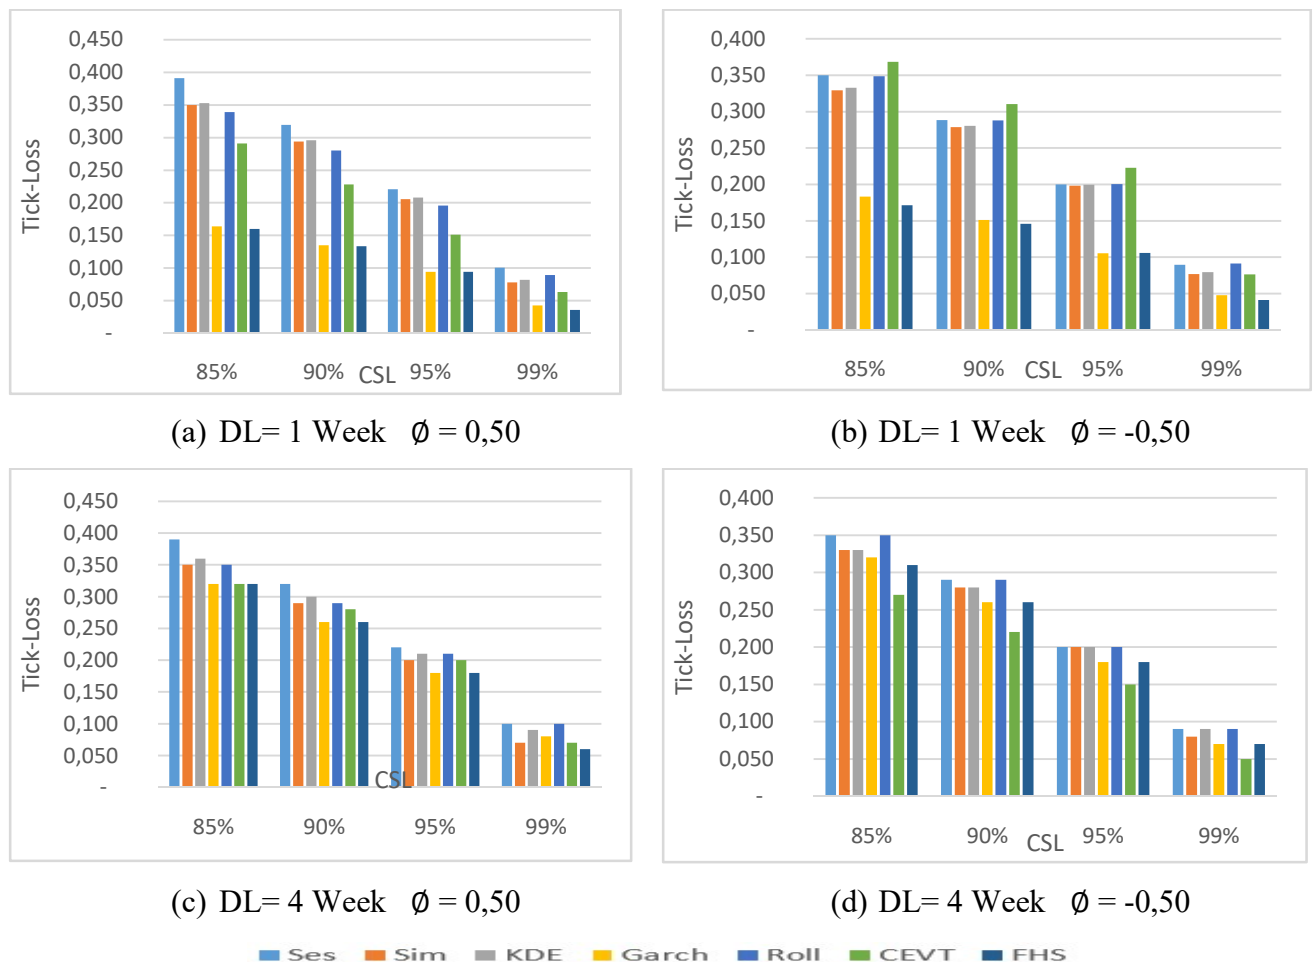 0,450
0,400
0,350
0,300
0,250
0,200
0,150
0,100
0,050
-
Tick-Loss
85% 90% 95% 99%
CSL
(a) DL= 1 Week ∅ = 0,50
0,400
0,350
0,300
0,250
0,200
0,150
0,100
0,050
-
Tick-Loss
85% 90% 95% 99%
CSL
(b) DL= 1 Week ∅ = -0,50
0,450
0,400
0,350
0,300
0,250
0,200
0,150
0,100
0,050
-
Tick-Loss
CSL
85% 90% 95% 99%
(c) DL= 4 Week ∅ = 0,50
0,400
0,350
0,300
0,250
0,200
0,150
0,100
0,050
-
Tick-Loss
85% 90% 95% 99%
CSL
(d) DL= 4 Week ∅ = -0,50
Ses Sim KDE Garch Roll CEVT FHS